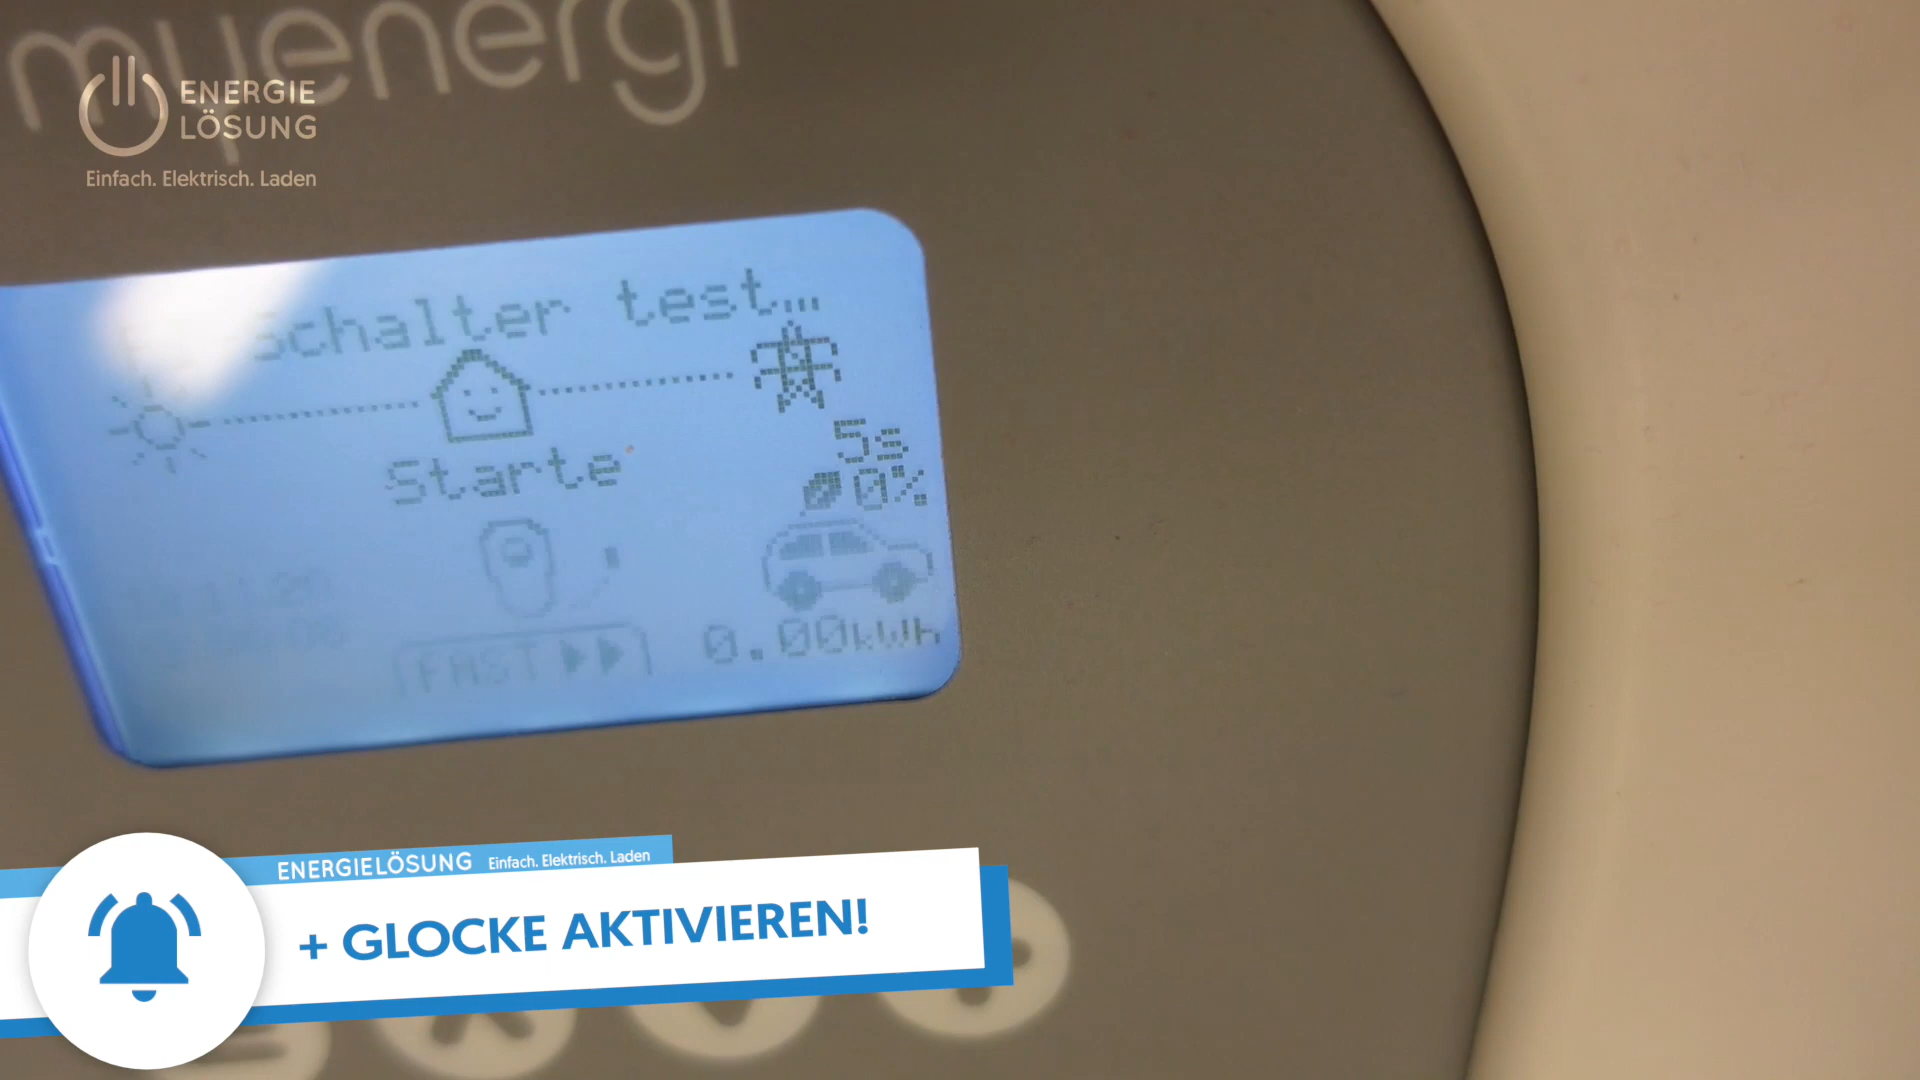 myenergi
ENERGIE
LÖSUNG
Einfach. Elektrisch. Laden
schalter test...
Starte
5s
0%
FAST
0.00kWh
ENERGIELÖSUNG Einfach. Elektrisch. Laden
+ GLOCKE AKTIVIEREN!